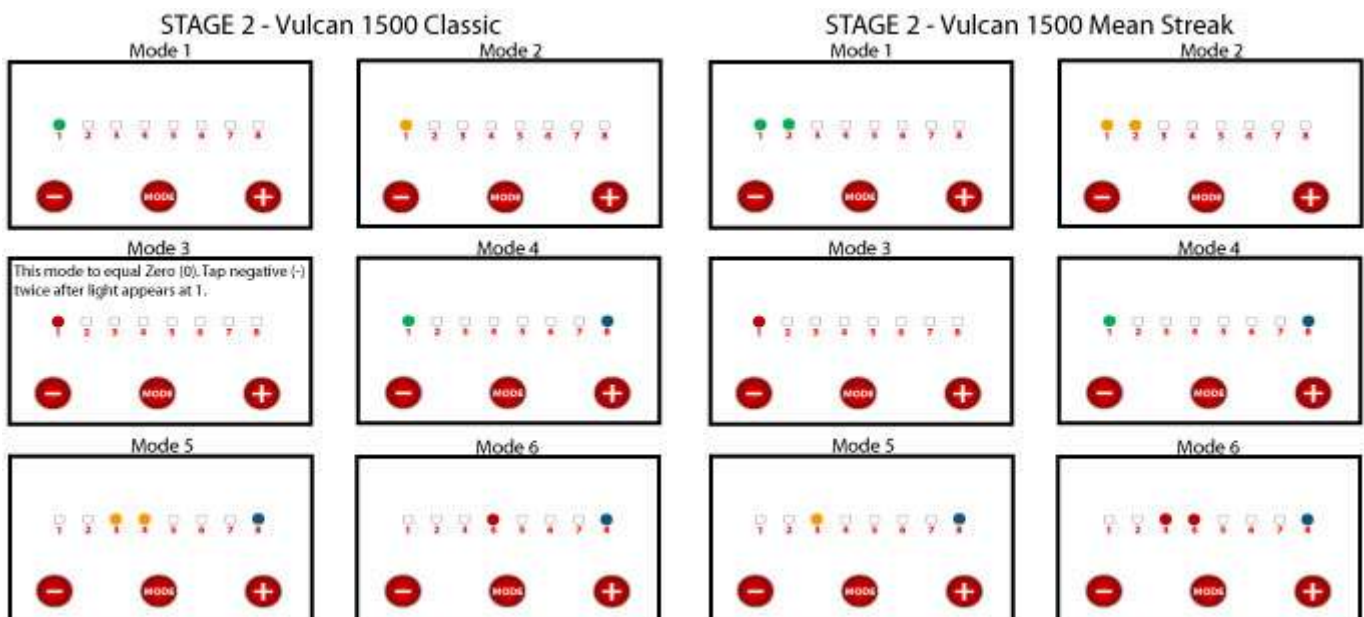 STAGE 2 - Vulcan 1500 Classic
Mode 1
1 2 3 4 5 6 7 8
- MODE +
Mode 2
1 2 3 4 5 6 7 8
- MODE +
Mode 3
This mode to equal Zero (0). Tap negative (-)
twice after light appears at 1.
1 2 3 4 5 6 7 8
- MODE +
Mode 4
1 2 3 4 5 6 7 8
- MODE +
Mode 5
1 2 3 4 5 6 7 8
- MODE +
Mode 6
1 2 3 4 5 6 7 8
- MODE +
STAGE 2 - Vulcan 1500 Mean Streak
Mode 1
1 2 3 4 5 6 7 8
- MODE +
Mode 2
1 2 3 4 5 6 7 8
- MODE +
Mode 3
1 2 3 4 5 6 7 8
- MODE +
Mode 4
1 2 3 4 5 6 7 8
- MODE +
Mode 5
1 2 3 4 5 6 7 8
- MODE +
Mode 6
1 2 3 4 5 6 7 8
- MODE +